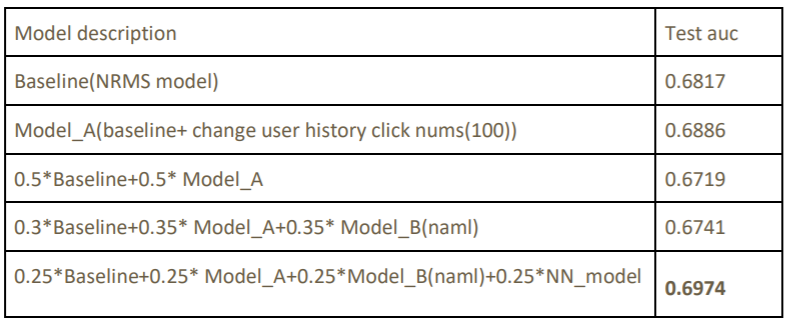 Model description Test auc
Baseline(NRMS model) 0.6817
Model_A(baseline+ change user history click nums(100)) 0.6886
0.5*Baseline+0.5* Model_A 0.6719
0.3*Baseline+0.35* Model_A+0.35* Model_B(naml) 0.6741
0.25*Baseline+0.25* Model_A+0.25*Model_B(naml)+0.25*NN_model 0.6974